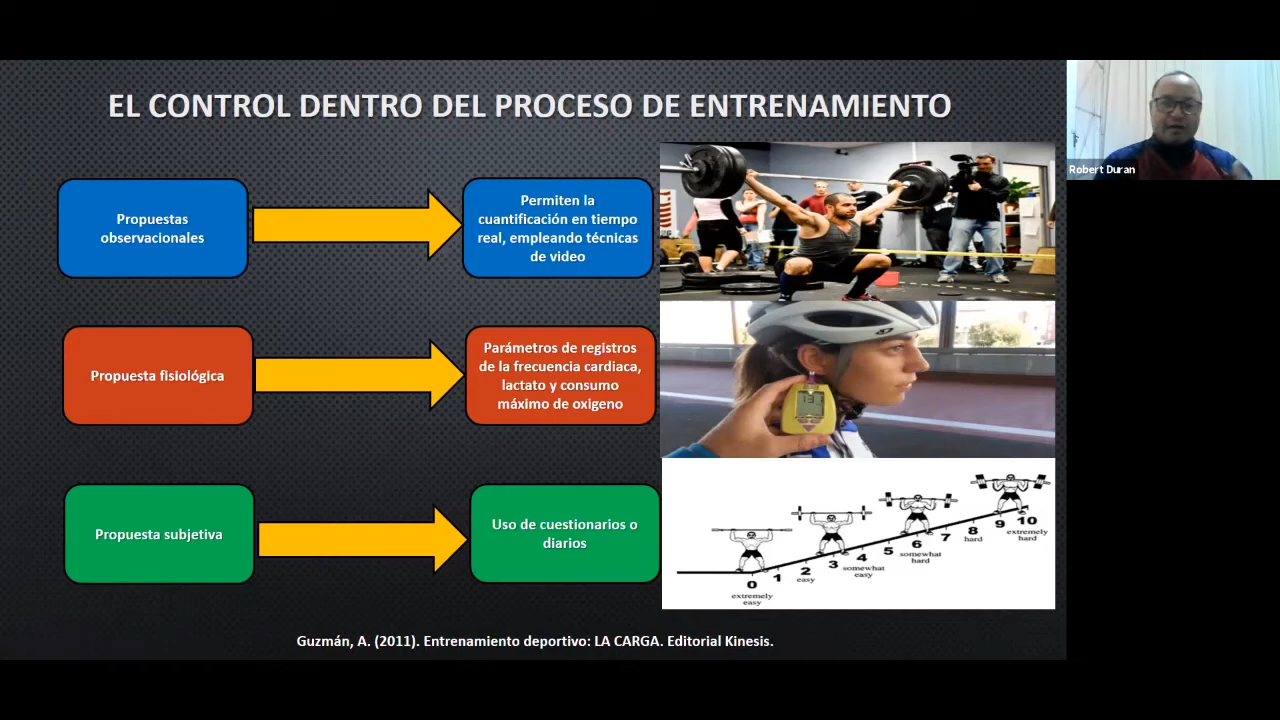 EL CONTROL DENTRO DEL PROCESO DE ENTRENAMIENTO
Robert Duran
Propuestas
observacionales
Permiten la
cuantificación en tiempo
real, empleando técnicas
de video
Propuesta fisiológica
Parámetros de registros
de la frecuencia cardiaca,
lactato y consumo
máximo de oxigeno
Propuesta subjetiva
Uso de cuestionarios o
diarios
0 1 2 3 4 5 6 7 8 9 10
extremely
easy
easy
somewhat
easy
somewhat
hard
hard
extremely
hard
Guzmán, A. (2011). Entrenamiento deportivo: LA CARGA. Editorial Kinesis.